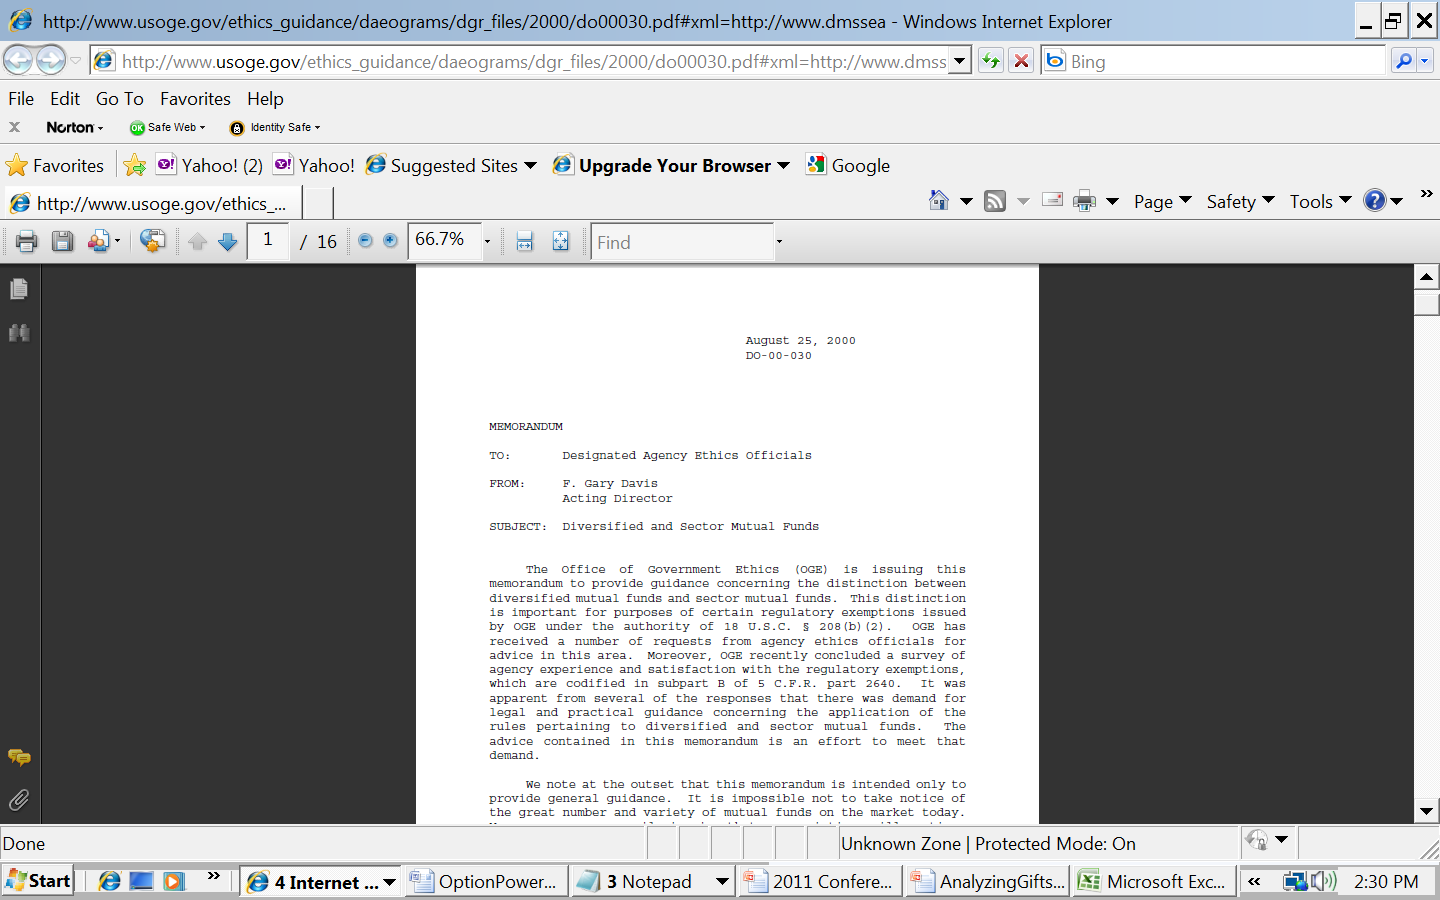 http://www.usoge.gov/ethics_guidance/daeograms/dgr_files/2000/do00030.pdf#xml=http://www.dmssea - Windows Internet Explorer
http://www.usoge.gov/ethics_guidance/daeograms/dgr_files/2000/do00030.pdf#xml=http://www.dmss
Bing
File Edit Go To Favorites Help
X Norton OK Safe Web Identity Safe
Favorites Yahoo! (2) Yahoo! Suggested Sites Upgrade Your Browser Google
http://www.usoge.gov/ethics_... Page Safety Tools »
1 / 16 66.7% Find
August 25, 2000
DO-00-030
MEMORANDUM
TO: Designated Agency Ethics Officials
FROM: F. Gary Davis
Acting Director
SUBJECT: Diversified and Sector Mutual Funds
The Office of Government Ethics (OGE) is issuing this
memorandum to provide guidance concerning the distinction between
diversified mutual funds and sector mutual funds. This distinction
is important for purposes of certain regulatory exemptions issued
by OGE under the authority of 18 U.S.C. § 208(b)(2). OGE has
received a number of requests from agency ethics officials for
advice in this area. Moreover, OGE recently concluded a survey of
agency experience and satisfaction with the regulatory exemptions,
which are codified in subpart B of 5 C.F.R. part 2640. It was
apparent from several of the responses that there was demand for
legal and practical guidance concerning the application of the
rules pertaining to diversified and sector mutual funds. The
advice contained in this memorandum is an effort to meet that
demand.
We note at the outset that this memorandum is intended only to
provide general guidance. It is impossible not to take notice of
the great number and variety of mutual funds on the market today.
Done Unknown Zone | Protected Mode: On
Start » 4 Internet ... OptionPower... 3 Notepad 2011 Confere... AnalyzingGifts... Microsoft Exc... « 2:30 PM